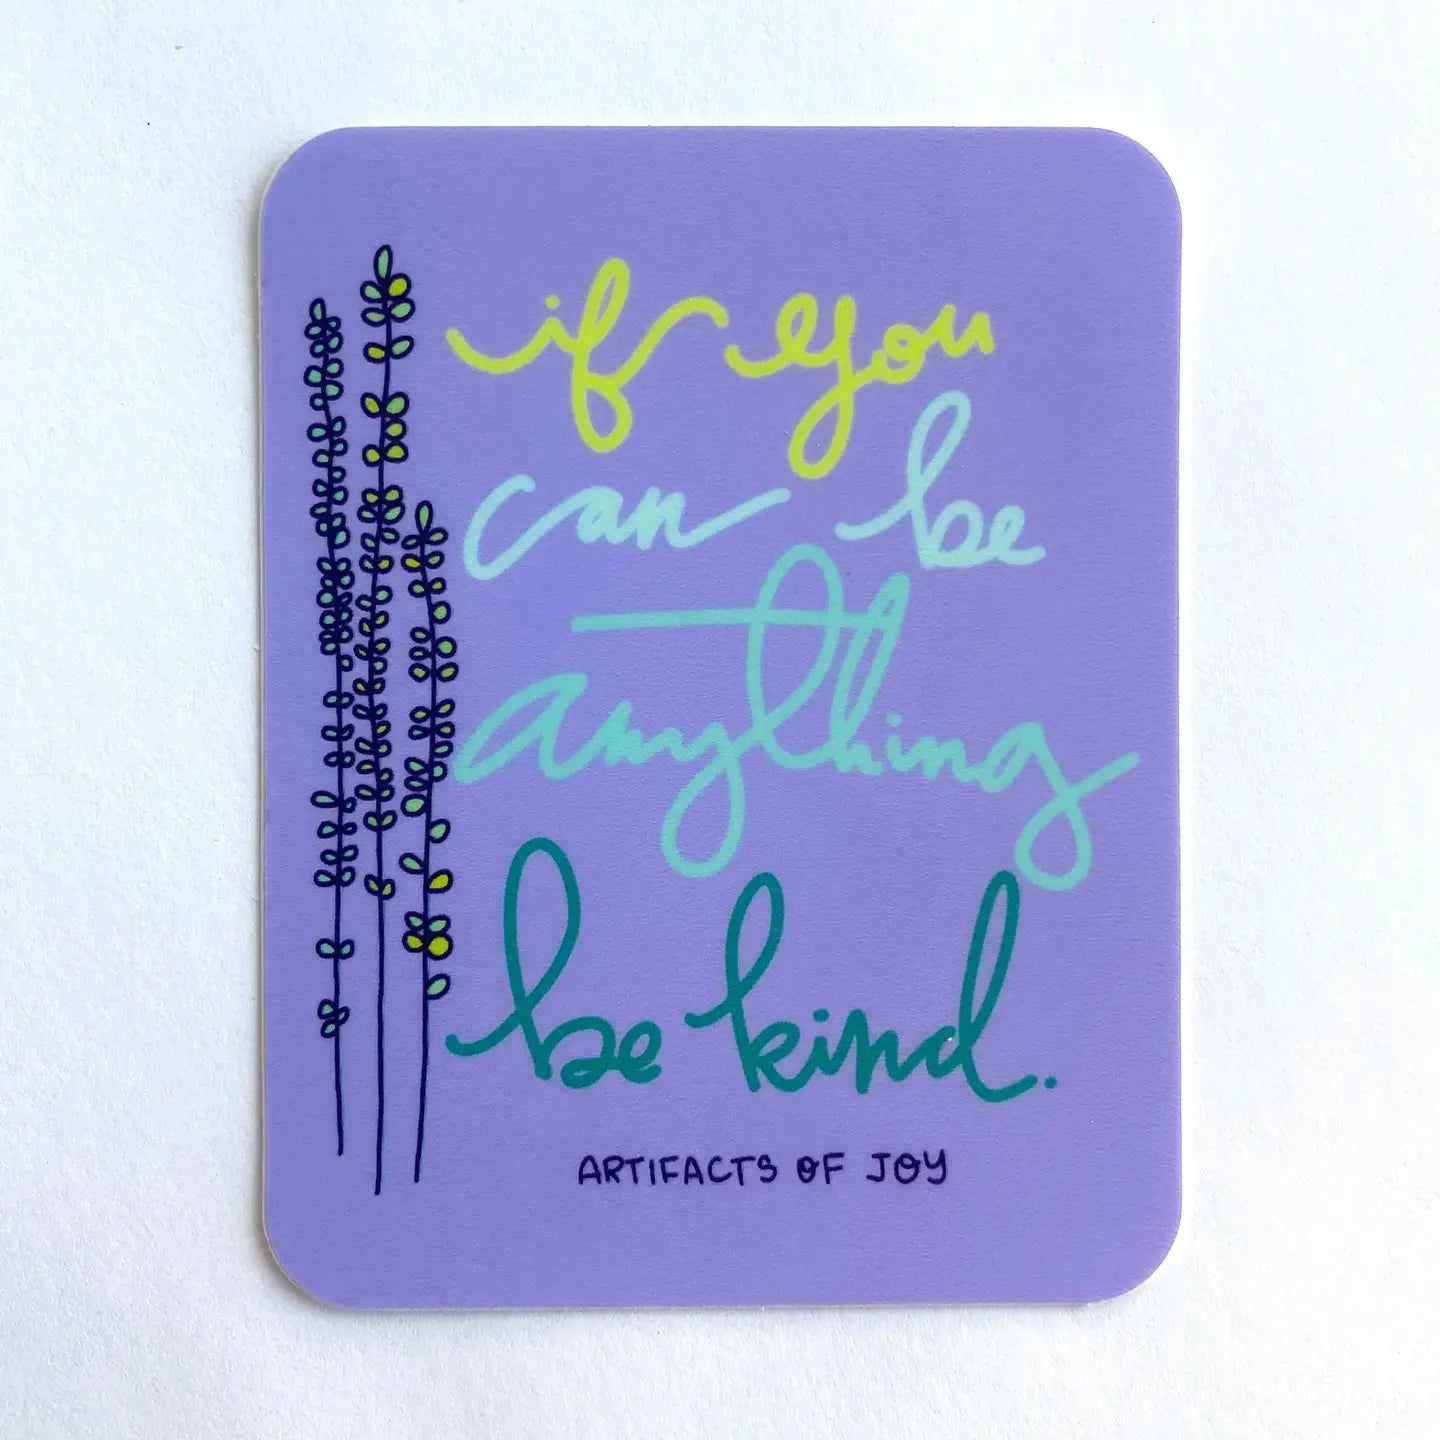 if you
can be
anything
be kind.
ARTIFACTS OF JOY